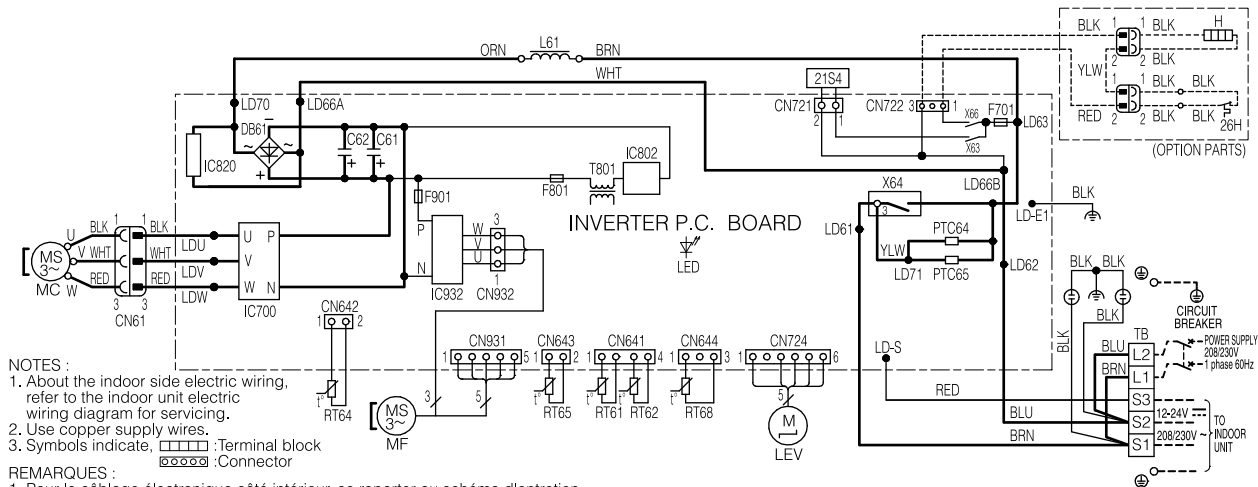 ORN L61 BRN
WHT
BLK 1 1 BLK H
2 2 BLK
YLW
1 1 BLK BLK
RED 2 2 BLK BLK 26H
(OPTION PARTS)
21S4
CN721 2 1
CN722 3 1
X66 F701 LD63
X63
LD70 LD66A
DB61 −
~ ~
+
IC820
C62 C61
+ +
F901
F801 T801 IC802
INVERTER P.C. BOARD
LED
X64
3
LD66B
LD61
YLW LD71
PTC64
PTC65
LD62
LD-E1 BLK
BLK BLK
BLK
BLK
CIRCUIT
BREAKER
TB
POWER SUPPLY
208/230V
1 phase 60Hz
BLU L2
BRN L1
RED S3
BLU S2
BRN S1
12-24V
208/230V ~
TO
INDOOR
UNIT
LD-S
MS
3~
MC
U V W
1 BLK 1 BLK LDU U P
WHT WHT LDV V
3 RED 3 RED LDW W N
CN61
IC700
P
N
IC932
W 3
V
U 1
CN932
CN642
1 2
t°
RT64
CN931
1 5
3 5
MS
3~
MF
CN643
1 2
t°
RT65
CN641
1 4
t° t°
RT61 RT62
CN644
1 3
t°
RT68
CN724
1 6
5
M
LEV
NOTES :
1. About the indoor side electric wiring,
refer to the indoor unit electric
wiring diagram for servicing.
2. Use copper supply wires.
3. Symbols indicate, :Terminal block
:Connector
REMARQUES :